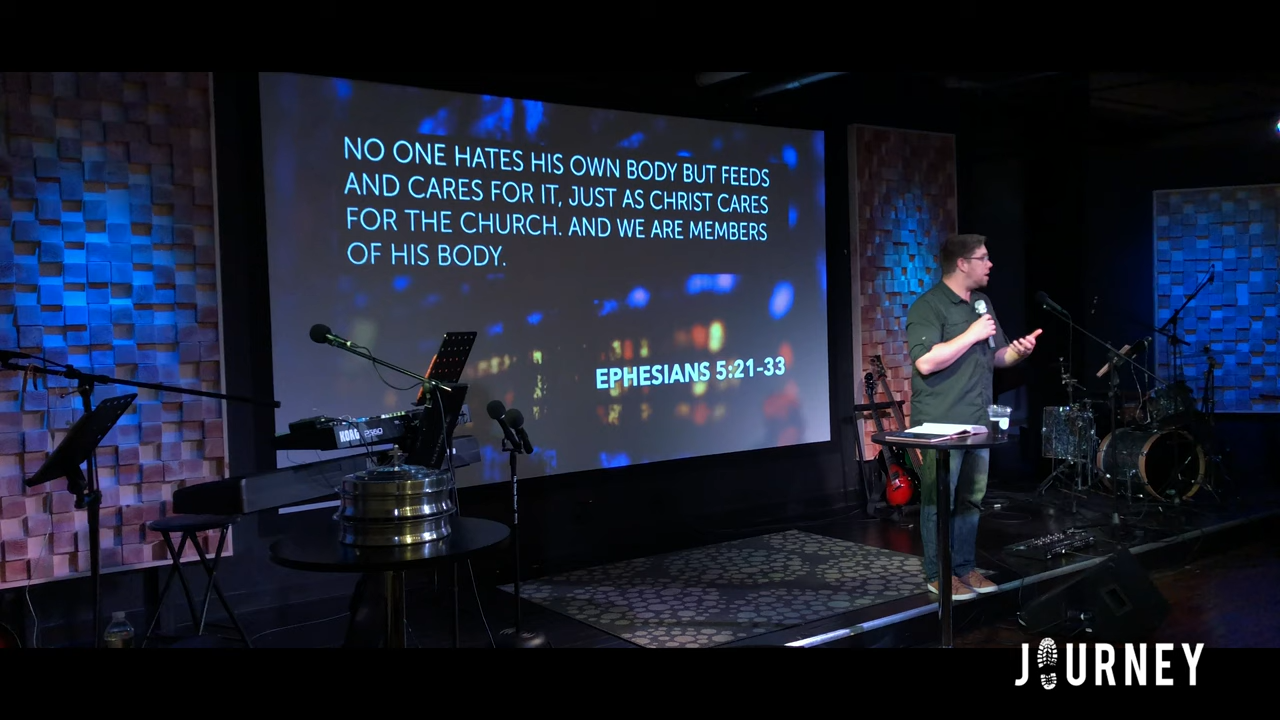 NO ONE HATES HIS OWN BODY BUT FEEDS
AND CARES FOR IT, JUST AS CHRIST CARES
FOR THE CHURCH. AND WE ARE MEMBERS
OF HIS BODY.
EPHESIANS 5:21-33
KORG
JOURNEY